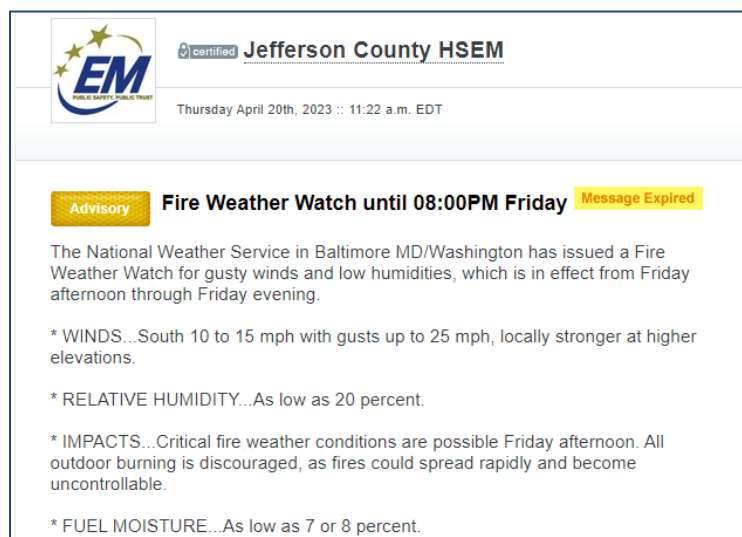 EM
PUBLIC SAFETY, PUBLIC TRUST
certified Jefferson County HSEM
Thursday April 20th, 2023 :: 11:22 a.m. EDT
Advisory Fire Weather Watch until 08:00PM Friday Message Expired
The National Weather Service in Baltimore MD/Washington has issued a Fire
Weather Watch for gusty winds and low humidities, which is in effect from Friday
afternoon through Friday evening.
* WINDS...South 10 to 15 mph with gusts up to 25 mph, locally stronger at higher
elevations.
* RELATIVE HUMIDITY...As low as 20 percent.
* IMPACTS...Critical fire weather conditions are possible Friday afternoon. All
outdoor burning is discouraged, as fires could spread rapidly and become
uncontrollable.
* FUEL MOISTURE...As low as 7 or 8 percent.